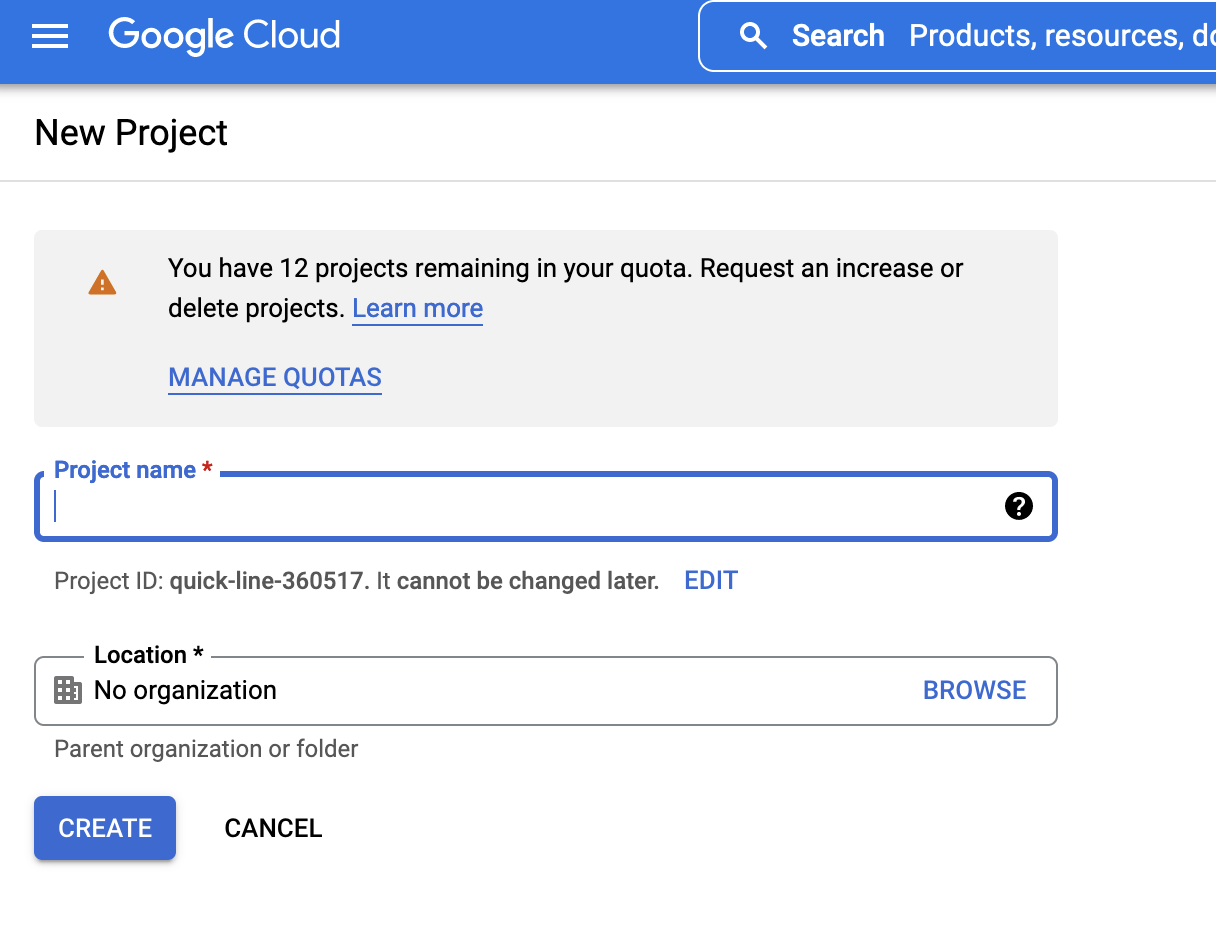 Google Cloud
Search Products, resources, do
New Project
You have 12 projects remaining in your quota. Request an increase or
delete projects. Learn more
MANAGE QUOTAS
Project name *
Project ID: quick-line-360517. It cannot be changed later. EDIT
Location *
No organization BROWSE
Parent organization or folder
CREATE CANCEL